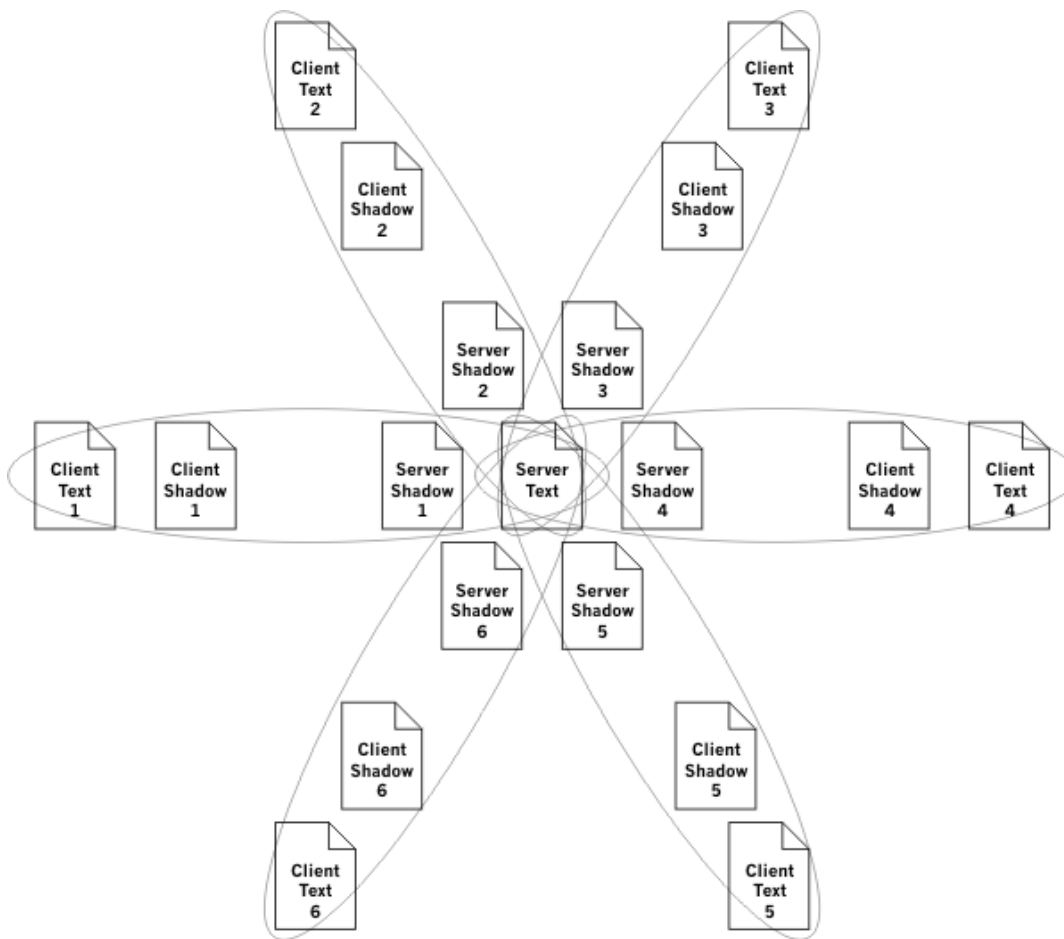 Client
Text
2
Client
Text
3
Client
Shadow
2
Client
Shadow
3
Server
Shadow
2
Server
Shadow
3
Client
Text
1
Client
Shadow
1
Server
Shadow
1
Server
Text
Server
Shadow
4
Client
Shadow
4
Client
Text
4
Server
Shadow
6
Server
Shadow
5
Client
Shadow
6
Client
Shadow
5
Client
Text
6
Client
Text
5